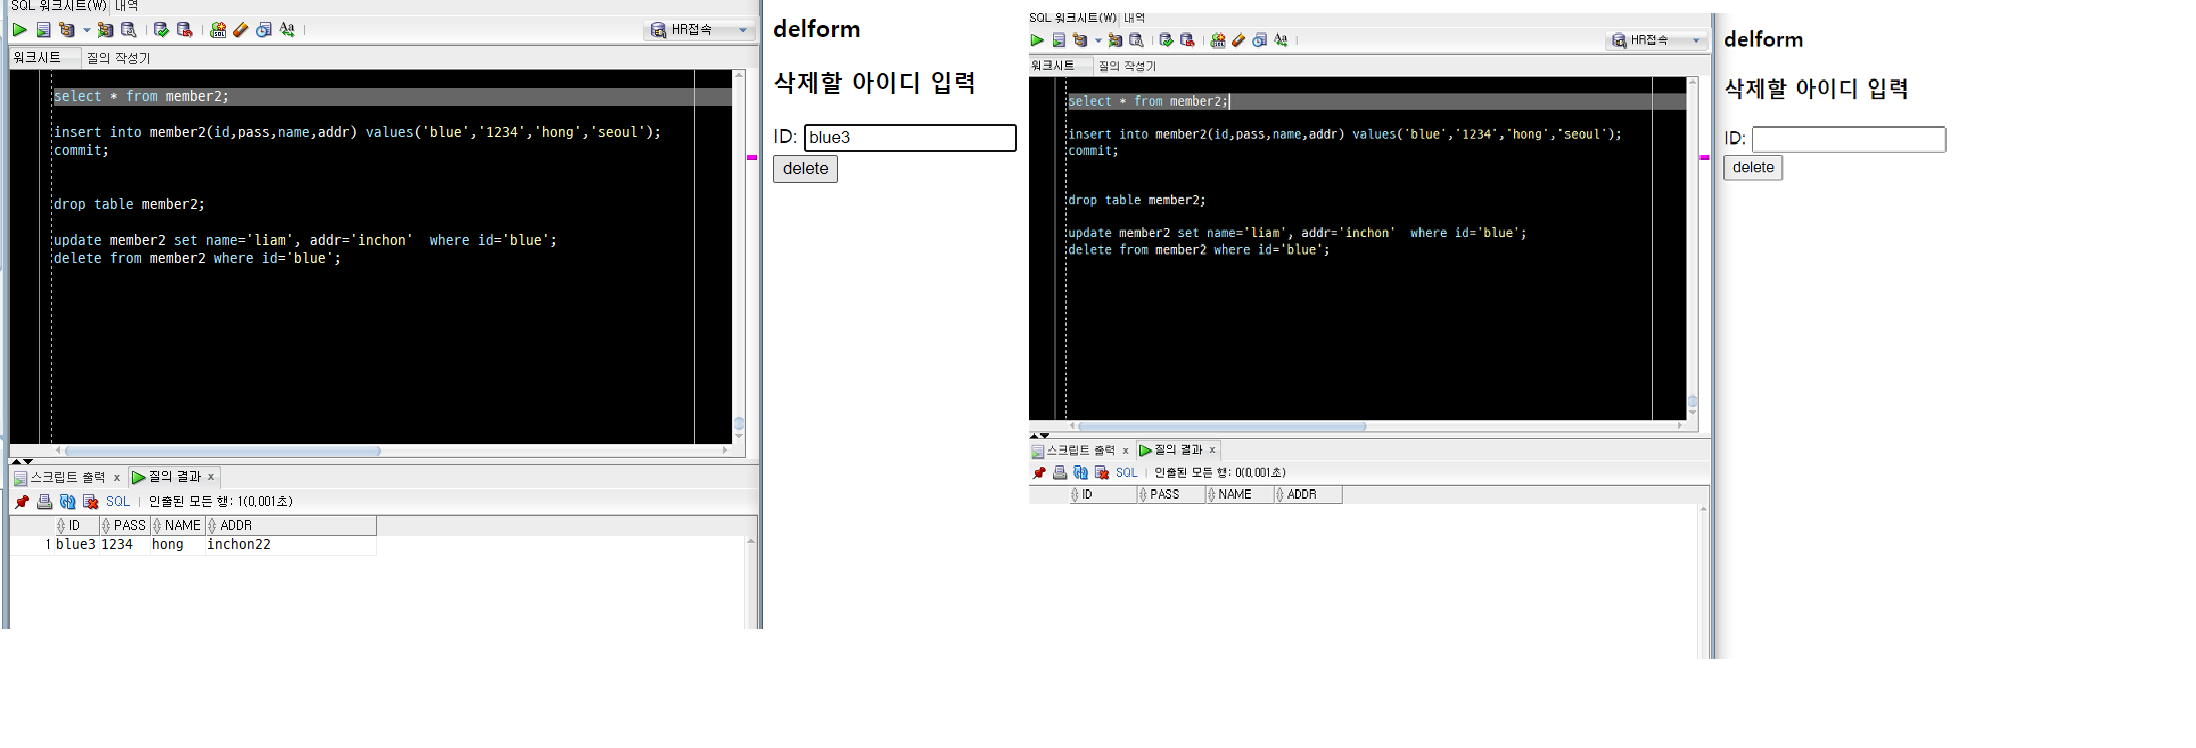 SQL 워크시트(W) 내역
HR접속
워크시트 질의 작성기
select * from member2;
insert into member2(id,pass,name,addr) values('blue','1234','hong','seoul');
commit;
drop table member2;
update member2 set name='liam', addr='inchon'  where id='blue';
delete from member2 where id='blue';
스크립트 출력 x 질의 결과 x
SQL 인출된 모든 행: 1(0,001초)
ID PASS NAME ADDR
1 blue3 1234 hong inchon22
delform
삭제할 아이디 입력
ID: blue3
delete
SQL 워크시트(W) 내역
HR접속
워크시트 질의 작성기
select * from member2;
insert into member2(id,pass,name,addr) values('blue','1234','hong','seoul');
commit;
drop table member2;
update member2 set name='liam', addr='inchon'  where id='blue';
delete from member2 where id='blue';
스크립트 출력 x 질의 결과 x
SQL 인출된 모든 행: 0(0,001초)
ID PASS NAME ADDR
delform
삭제할 아이디 입력
ID:
delete